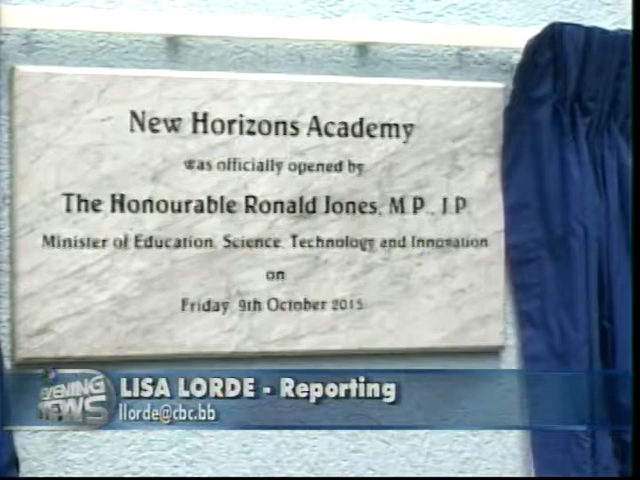 New Horizons Academy
was officially opened by
The Honourable Ronald Jones, M.P., J.P.
Minister of Education, Science, Technology and Innovation
on
Friday, 9th October 2015
EVENING NEWS
LISA LORDE - Reporting
llorde@cbc.bb